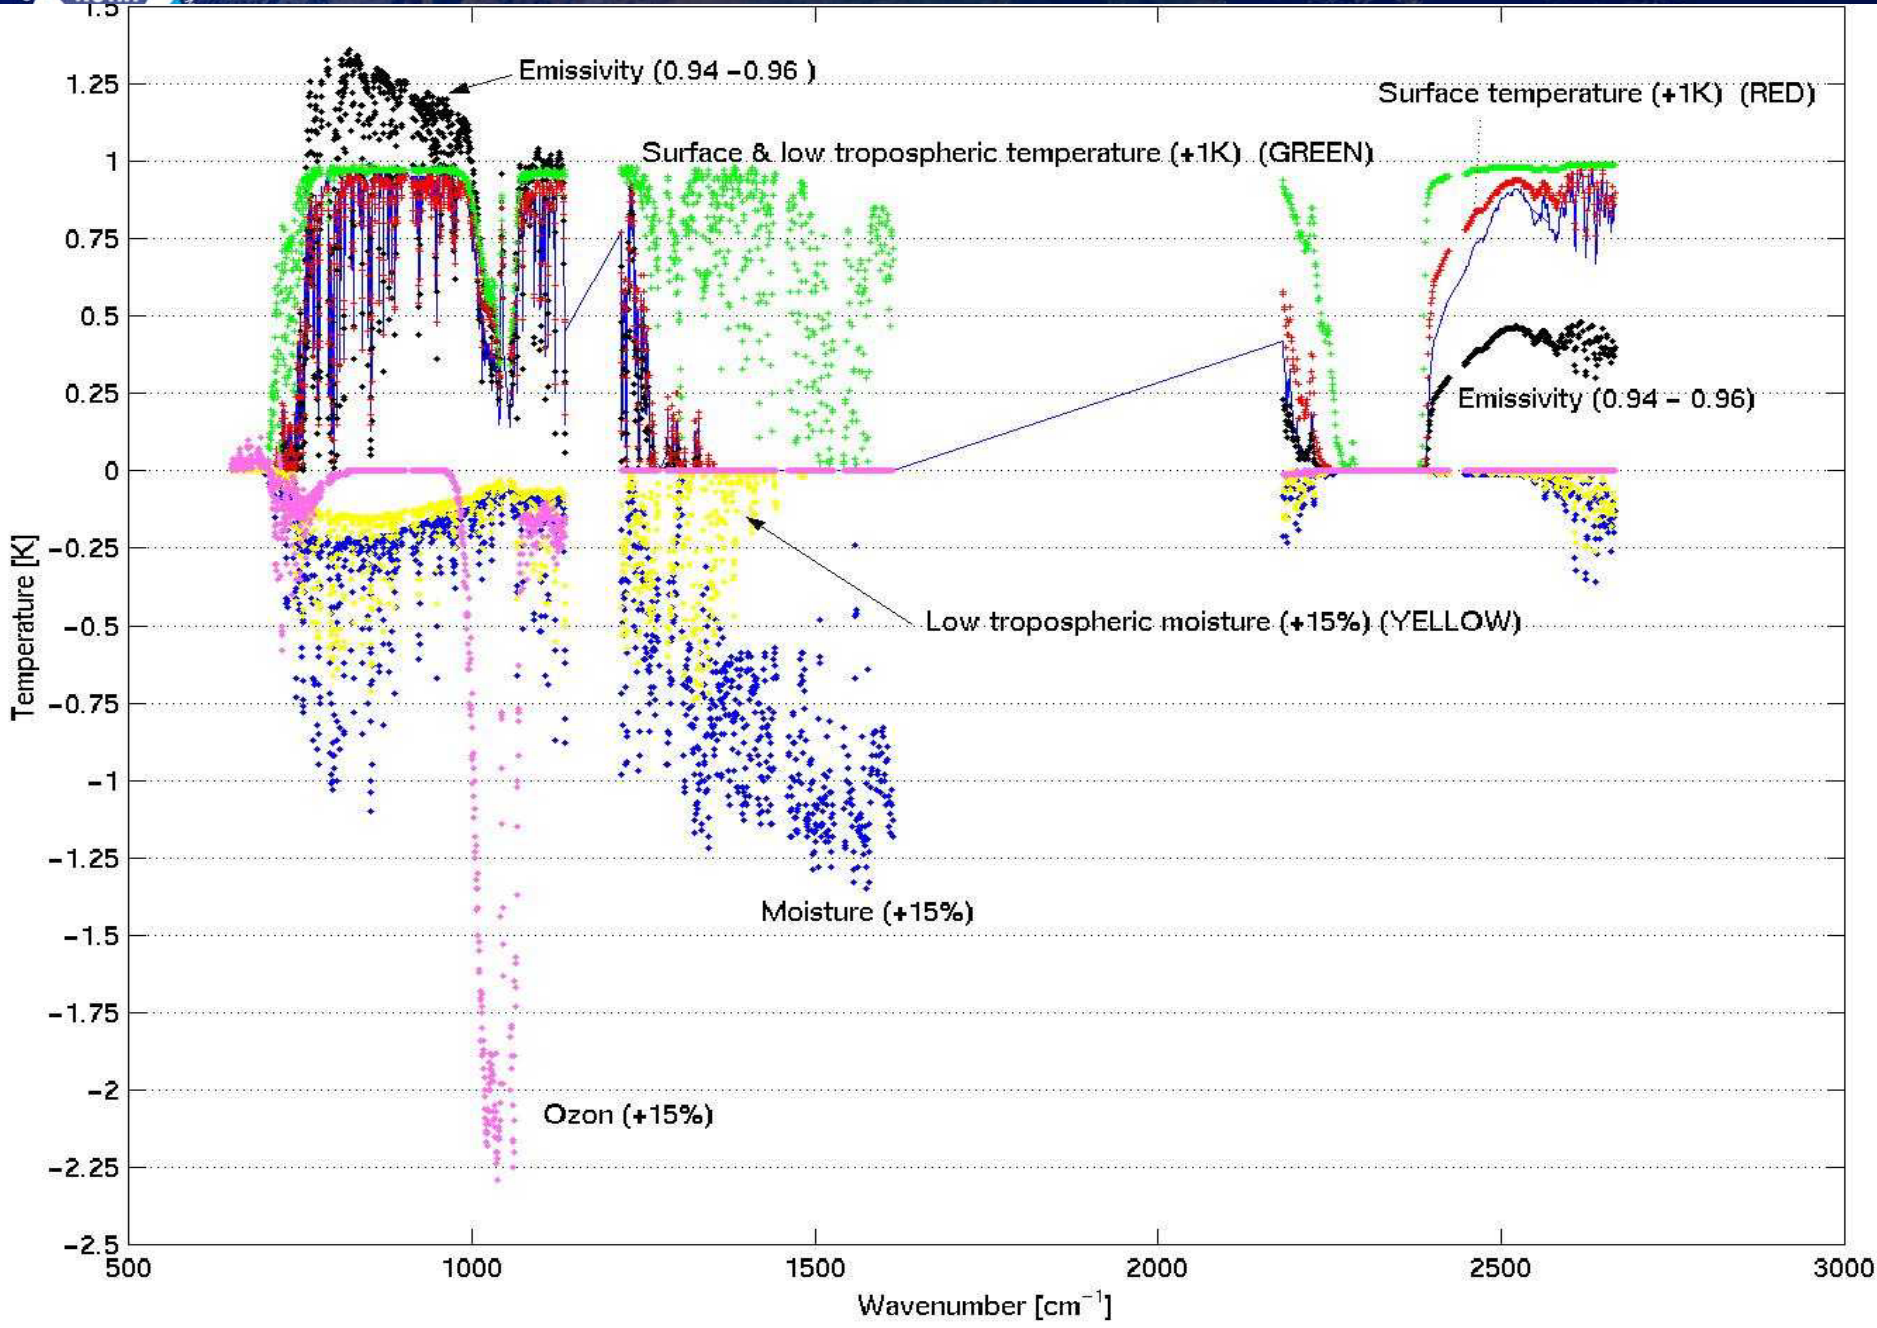 1.5
1.25
1
0.75
0.5
0.25
0
−0.25
−0.5
−0.75
−1
−1.25
−1.5
−1.75
−2
−2.25
−2.5
Temperature [K]
Emissivity (0.94 −0.96 )
Surface temperature (+1K) (RED)
Surface & low tropospheric temperature (+1K) (GREEN)
Emissivity (0.94 − 0.96)
Low tropospheric moisture (+15%) (YELLOW)
Moisture (+15%)
Ozon (+15%)
500
1000
1500
2000
2500
3000
Wavenumber [cm⁻¹]